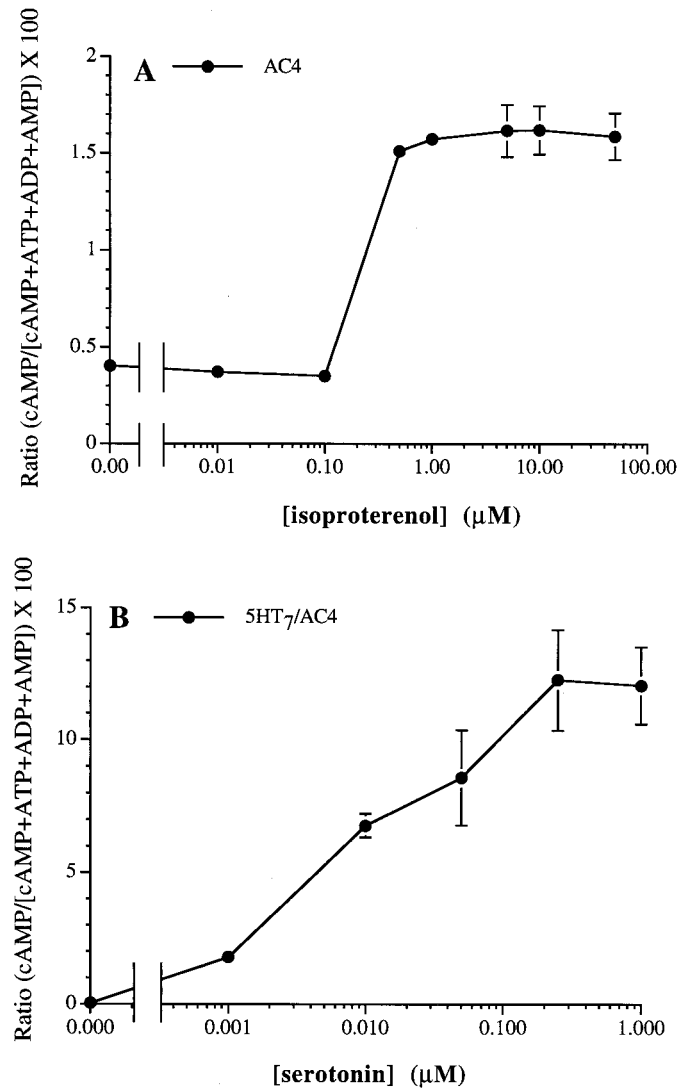 A
AC4
Ratio (cAMP/[cAMP+ATP+ADP+AMP]) X 100
2
1.5
1
0.5
0
0.00
0.01
0.10
1.00
10.00
100.00
[isoproterenol] (μM)
B
5HT7/AC4
Ratio (cAMP/[cAMP+ATP+ADP+AMP]) X 100
15
10
5
0
0.000
0.001
0.010
0.100
1.000
[serotonin] (μM)